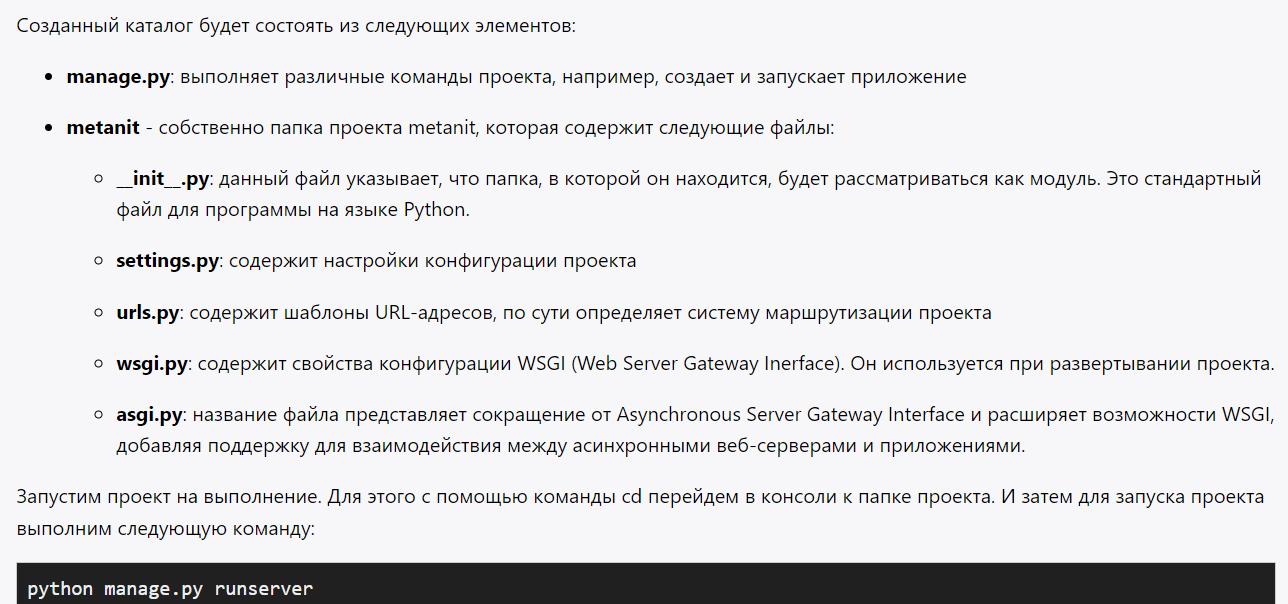 Созданный каталог будет состоять из следующих элементов:
manage.py: выполняет различные команды проекта, например, создает и запускает приложение
metanit - собственно папка проекта metanit, которая содержит следующие файлы:
__init__.py: данный файл указывает, что папка, в которой он находится, будет рассматриваться как модуль. Это стандартный
файл для программы на языке Python.
settings.py: содержит настройки конфигурации проекта
urls.py: содержит шаблоны URL-адресов, по сути определяет систему маршрутизации проекта
wsgi.py: содержит свойства конфигурации WSGI (Web Server Gateway Inerface). Он используется при развертывании проекта.
asgi.py: название файла представляет сокращение от Asynchronous Server Gateway Interface и расширяет возможности WSGI,
добавляя поддержку для взаимодействия между асинхронными веб-серверами и приложениями.
Запустим проект на выполнение. Для этого с помощью команды cd перейдем в консоли к папке проекта. И затем для запуска проекта
выполним следующую команду:
python manage.py runserver